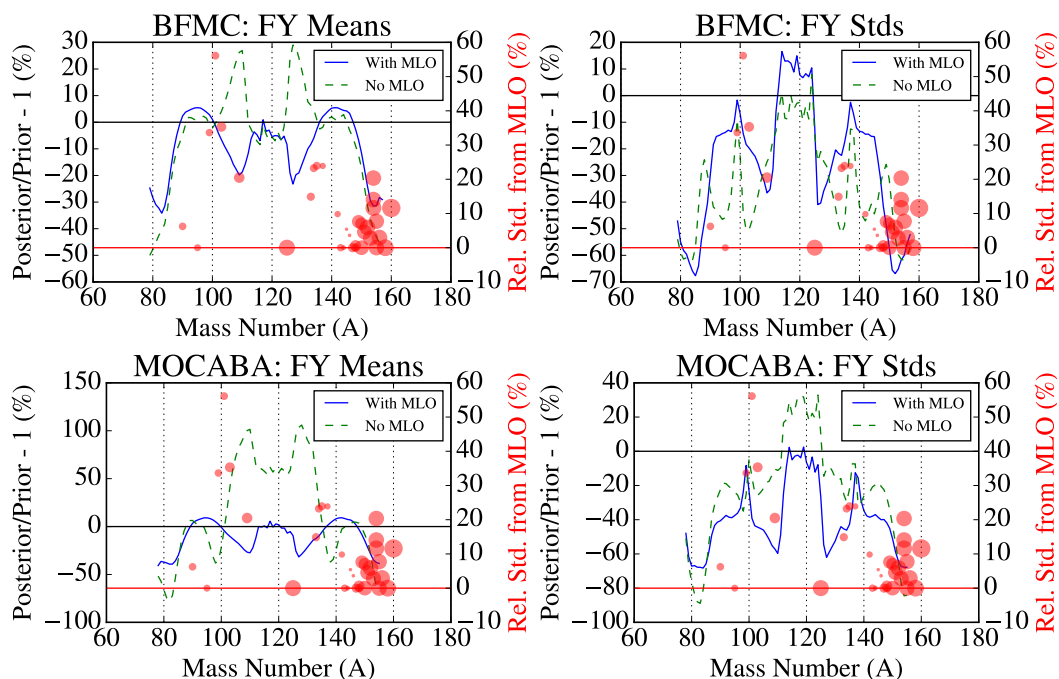 BFMC: FY Means
BFMC: FY Stds
Posterior/Prior - 1 (%)
30
20
10
0
−10
−20
−30
−40
−50
−60
60 80 100 120 140 160 180
Mass Number (A)
With MLO
No MLO
60
50
40
30
20
10
0
−10
Rel. Std. from MLO (%)
Posterior/Prior - 1 (%)
20
10
0
−10
−20
−30
−40
−50
−60
−70
60 80 100 120 140 160 180
Mass Number (A)
With MLO
No MLO
60
50
40
30
20
10
0
−10
Rel. Std. from MLO (%)
MOCABA: FY Means
MOCABA: FY Stds
Posterior/Prior - 1 (%)
150
100
50
0
−50
−100
60 80 100 120 140 160 180
Mass Number (A)
With MLO
No MLO
60
50
40
30
20
10
0
−10
Rel. Std. from MLO (%)
Posterior/Prior - 1 (%)
40
20
0
−20
−40
−60
−80
−100
60 80 100 120 140 160 180
Mass Number (A)
With MLO
No MLO
60
50
40
30
20
10
0
−10
Rel. Std. from MLO (%)